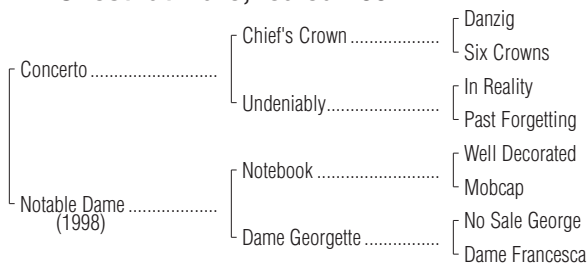 Danzig
Chief's Crown .....................
Six Crowns
Concerto ..............................
In Reality
Undeniably..........................
Past Forgetting
Well Decorated
Notebook ............................
Mobcap
Notable Dame .....................
(1998)
No Sale George
Dame Georgette .................
Dame Francesca